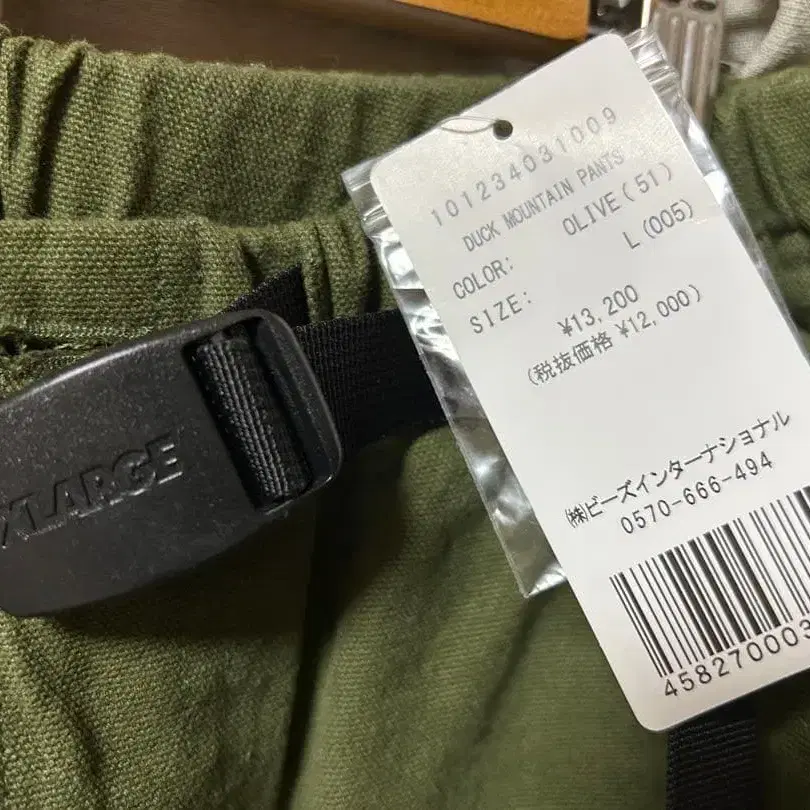 101234031009
DUCK MOUNTAIN PANTS
COLOR: OLIVE(51)
SIZE: L(005)
¥13,200
(税抜価格 ¥12,000)
㈱ビーズインターナショナル
0570-666-494
458270003
XLARGE